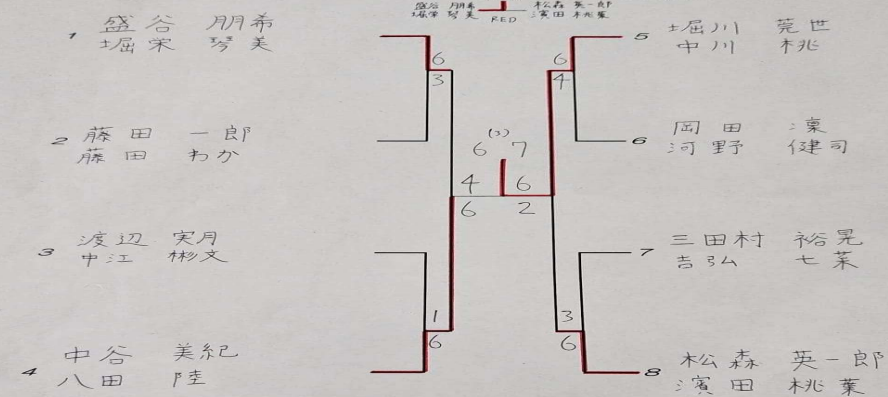 盛谷 朋希 松森 英一郎
堀栄 琴美 濱田 桃葉
RED
1 盛谷 朋希
堀栄 琴美
5 堀川 莞世
中川 桃
6 3
6 4
2 藤田 一郎
藤田 わか
6 岡田 凜
河野 健司
(3)
6 7
4 6
6 2
3 渡辺 実月
中江 彬文
7 三田村 裕晃
吉弘 七菜
1 6
3 6
4 中谷 美紀
八田 陸
8 松森 英一郎
濱田 桃葉